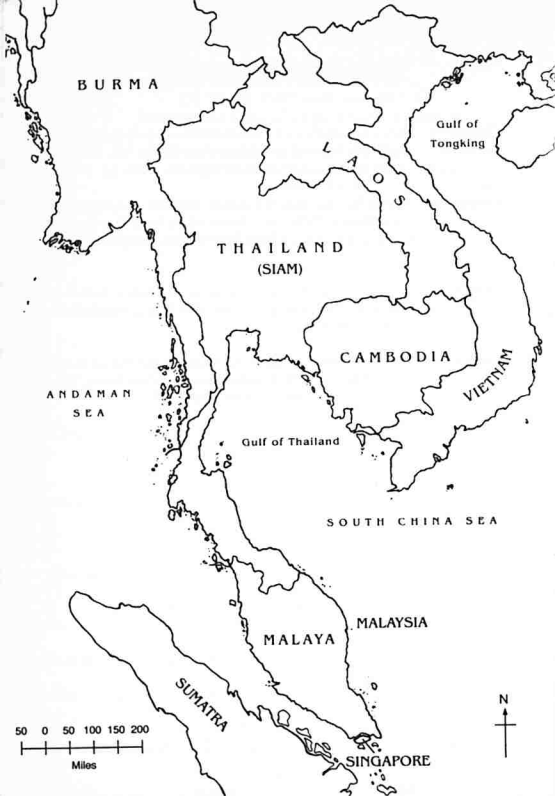 BURMA
Gulf of
Tongking
LAOS
THAILAND
(SIAM)
CAMBODIA
VIETNAM
ANDAMAN
SEA
Gulf of Thailand
SOUTH CHINA SEA
MALAYSIA
MALAYA
SUMATRA
N
50 0 50 100 150 200
Miles
SINGAPORE